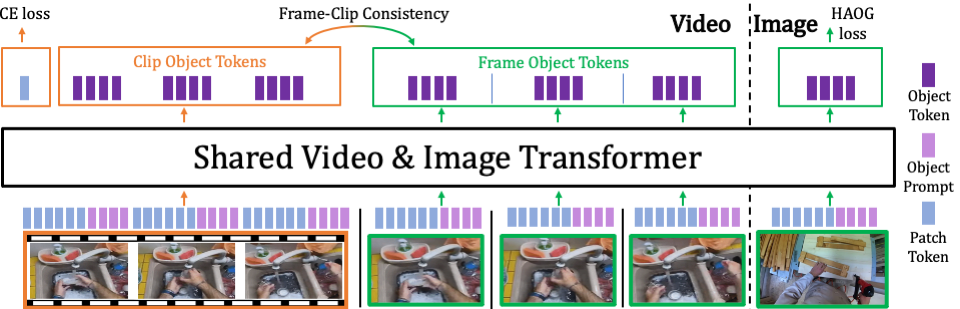 CE loss
Frame-Clip Consistency
Video
Image
HAOG
loss
Clip Object Tokens
Frame Object Tokens
Object
Token
Shared Video & Image Transformer
Object
Prompt
Patch
Token